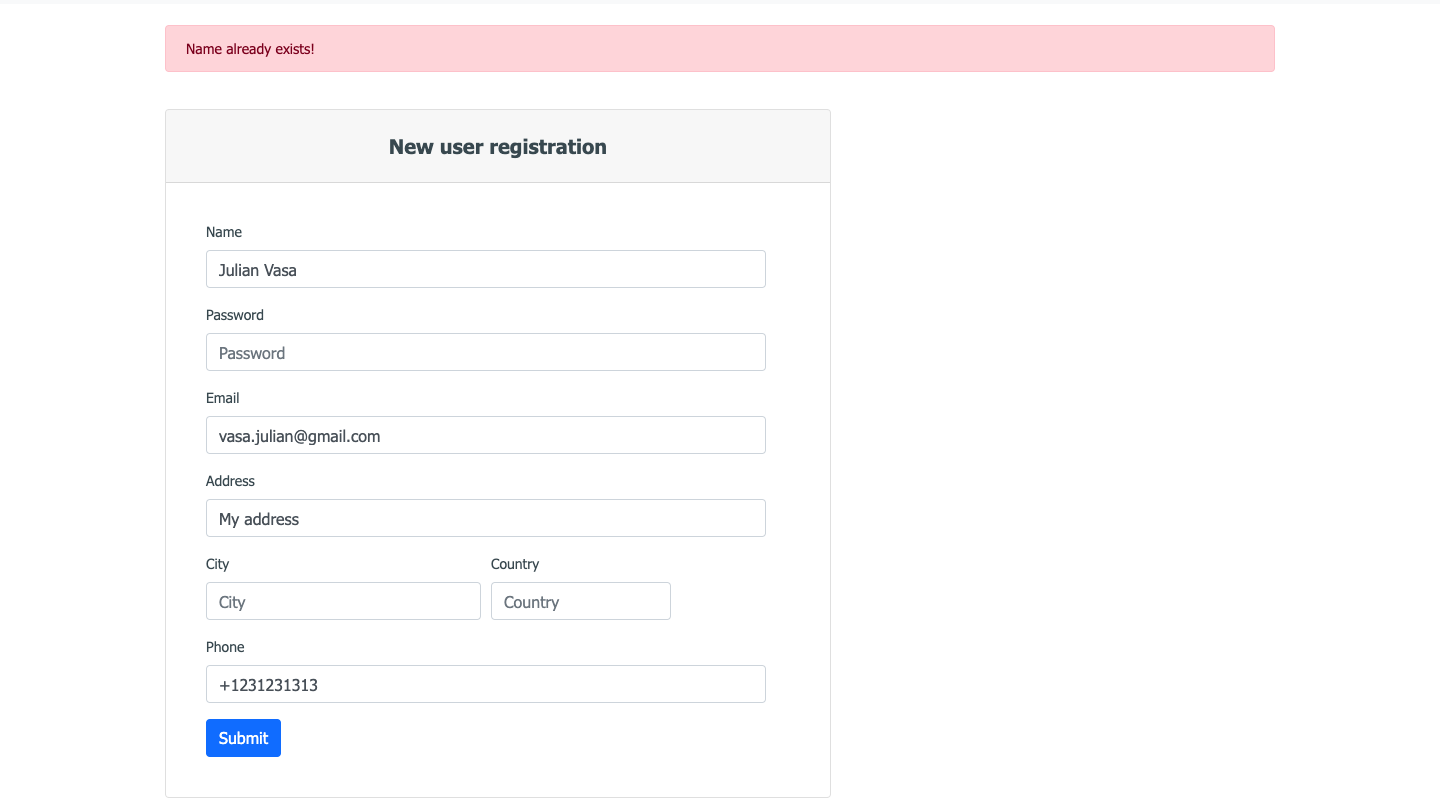 Name already exists!
New user registration
Name
Julian Vasa
Password
Password
Email
vasa.julian@gmail.com
Address
My address
City Country
City Country
Phone
+1231231313
Submit